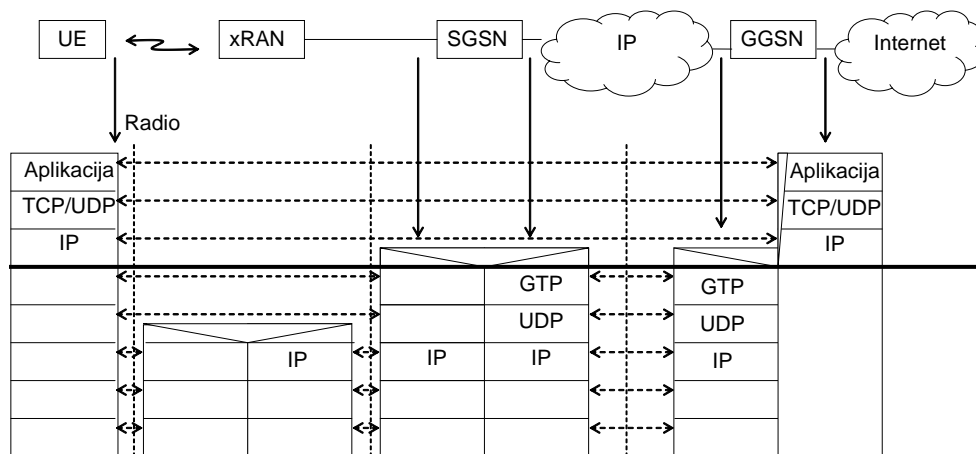 UE
xRAN
SGSN
IP
GGSN
Internet
Radio
Aplikacija
Aplikacija
TCP/UDP
TCP/UDP
IP
IP
GTP
GTP
UDP
UDP
IP
IP
IP
IP